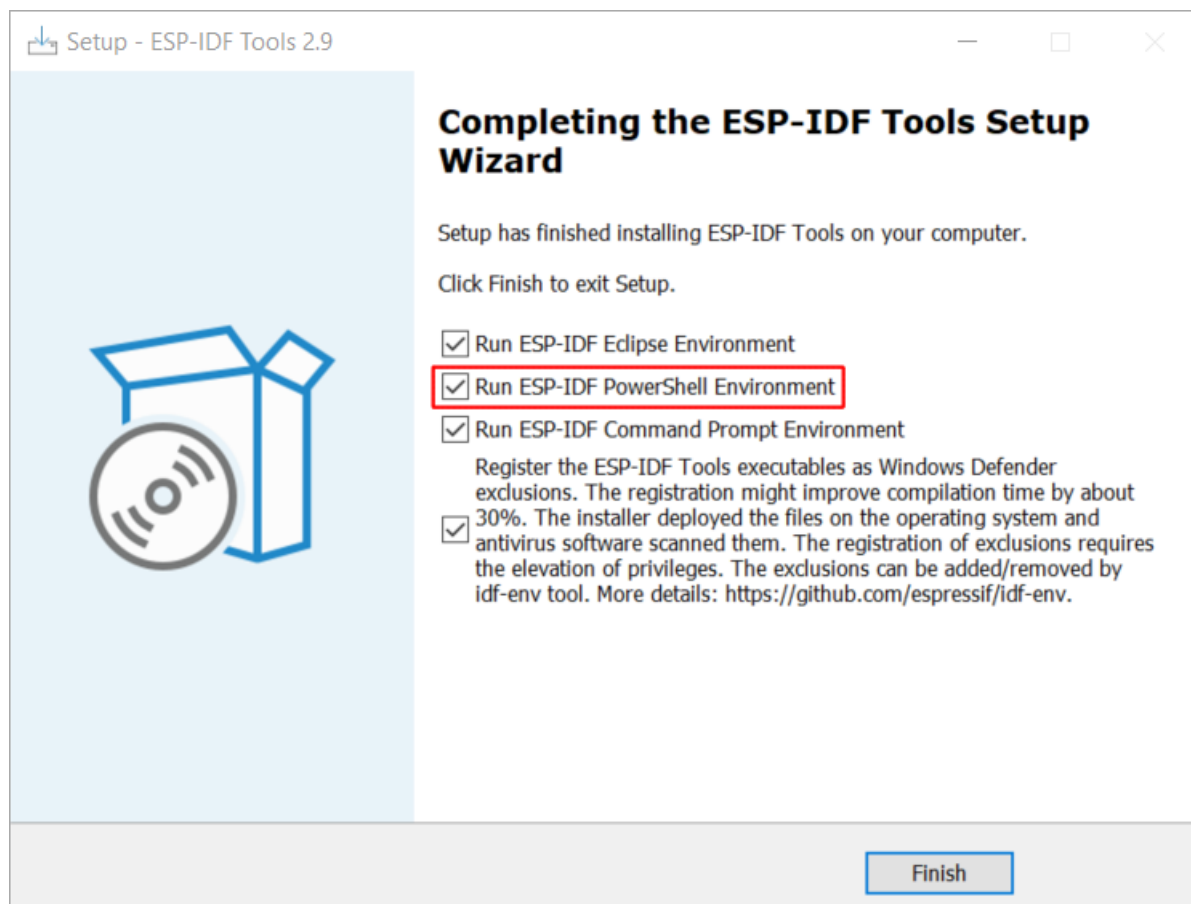 Setup - ESP-IDF Tools 2.9
Completing the ESP-IDF Tools Setup
Wizard
Setup has finished installing ESP-IDF Tools on your computer.
Click Finish to exit Setup.
Run ESP-IDF Eclipse Environment
Run ESP-IDF PowerShell Environment
Run ESP-IDF Command Prompt Environment
Register the ESP-IDF Tools executables as Windows Defender
exclusions. The registration might improve compilation time by about
30%. The installer deployed the files on the operating system and
antivirus software scanned them. The registration of exclusions requires
the elevation of privileges. The exclusions can be added/removed by
idf-env tool. More details: https://github.com/espressif/idf-env.
Finish